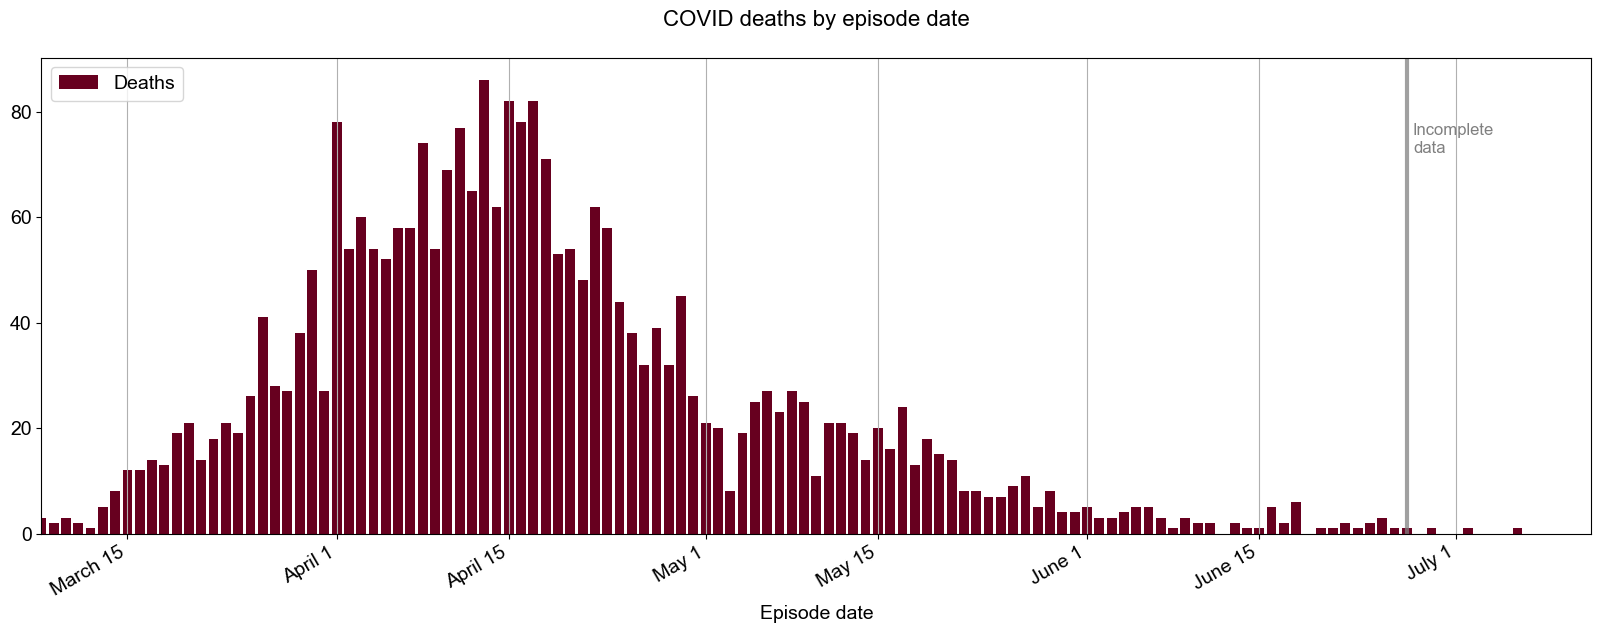 COVID deaths by episode date
Deaths
80
60
40
20
0
Incomplete
data
March 15
April 1
April 15
May 1
May 15
June 1
June 15
July 1
Episode date